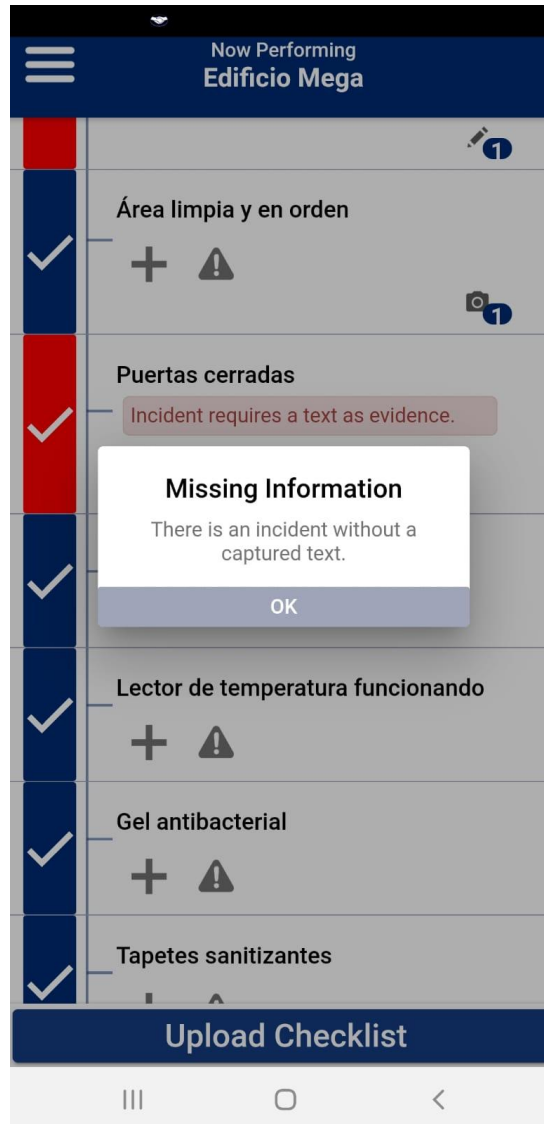 Now Performing
Edificio Mega
1
Área limpia y en orden
1
Puertas cerradas
Incident requires a text as evidence.
Missing Information
There is an incident without a
captured text.
OK
Lector de temperatura funcionando
Gel antibacterial
Tapetes sanitizantes
Upload Checklist